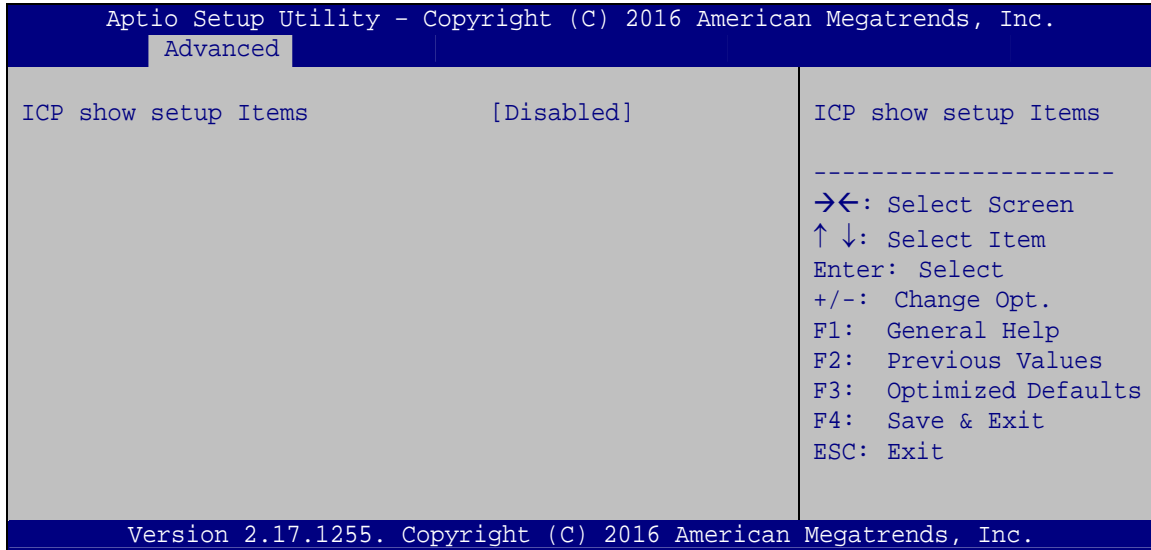 Aptio Setup Utility – Copyright (C) 2016 American Megatrends, Inc.
Advanced
ICP show setup Items [Disabled]
ICP show setup Items
---------------------
→←: Select Screen
↑ ↓: Select Item
Enter: Select
+/-: Change Opt.
F1: General Help
F2: Previous Values
F3: Optimized Defaults
F4: Save & Exit
ESC: Exit
Version 2.17.1255. Copyright (C) 2016 American Megatrends, Inc.